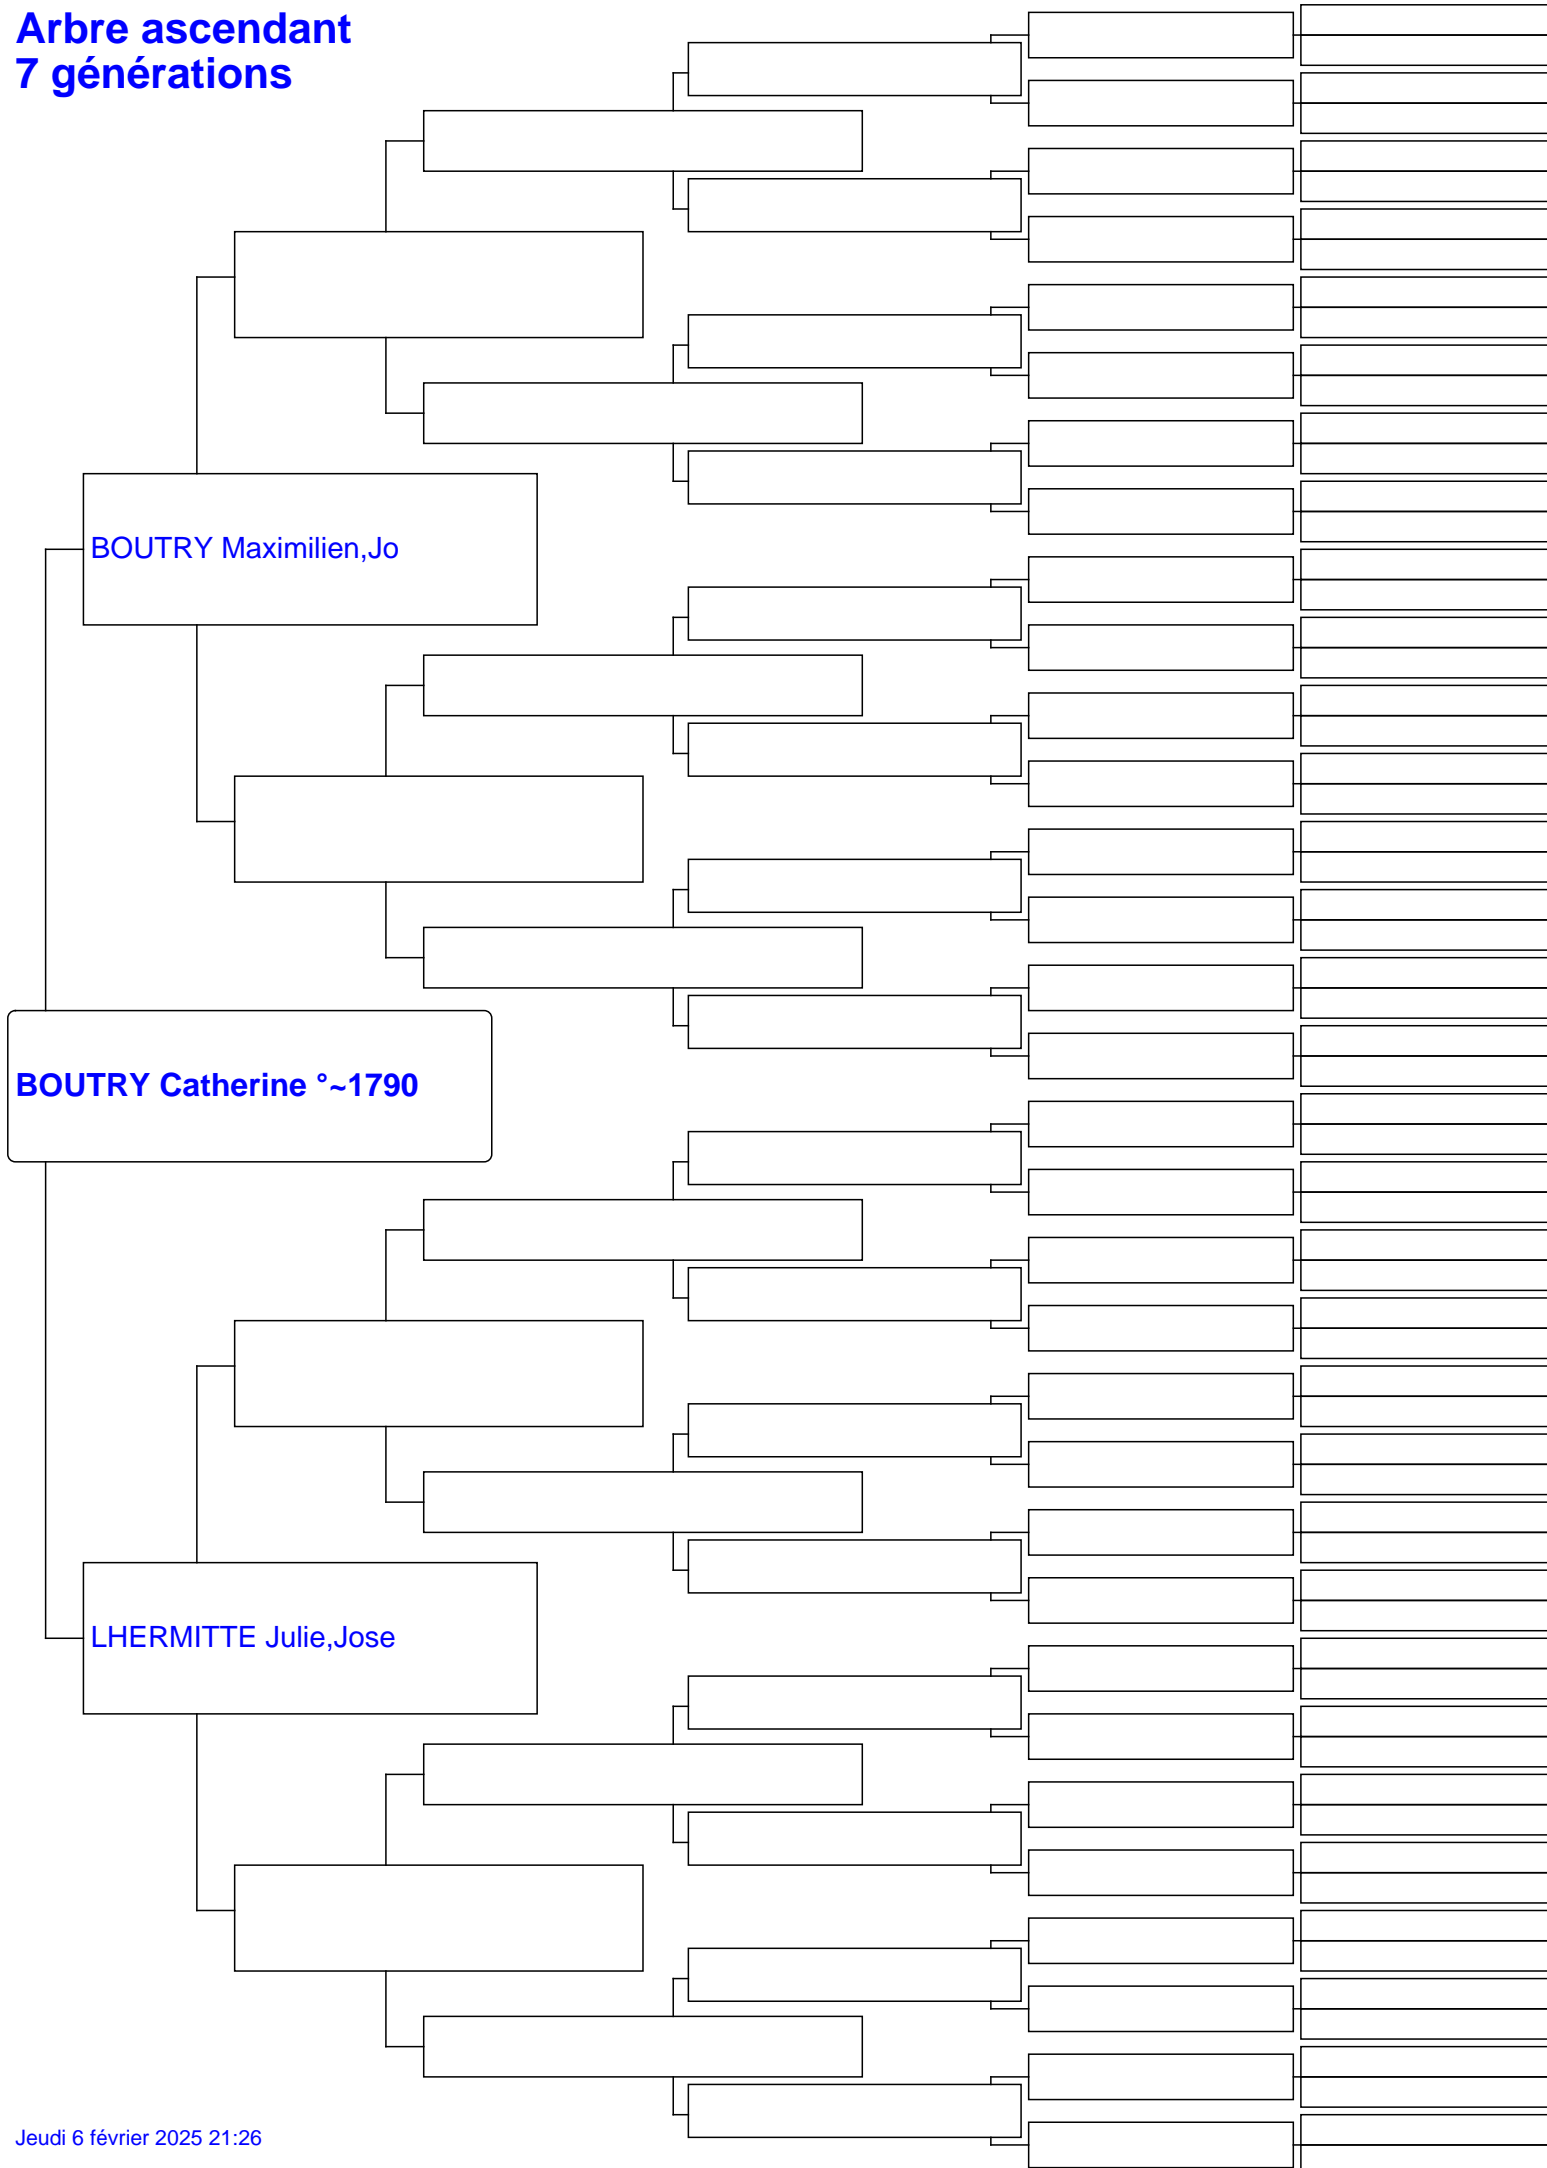 Arbre ascendant
7 générations
BOUTRY Maximilien,Jo
BOUTRY Catherine °~1790
LHERMITTE Julie,Jose
Jeudi 6 février 2025 21:26